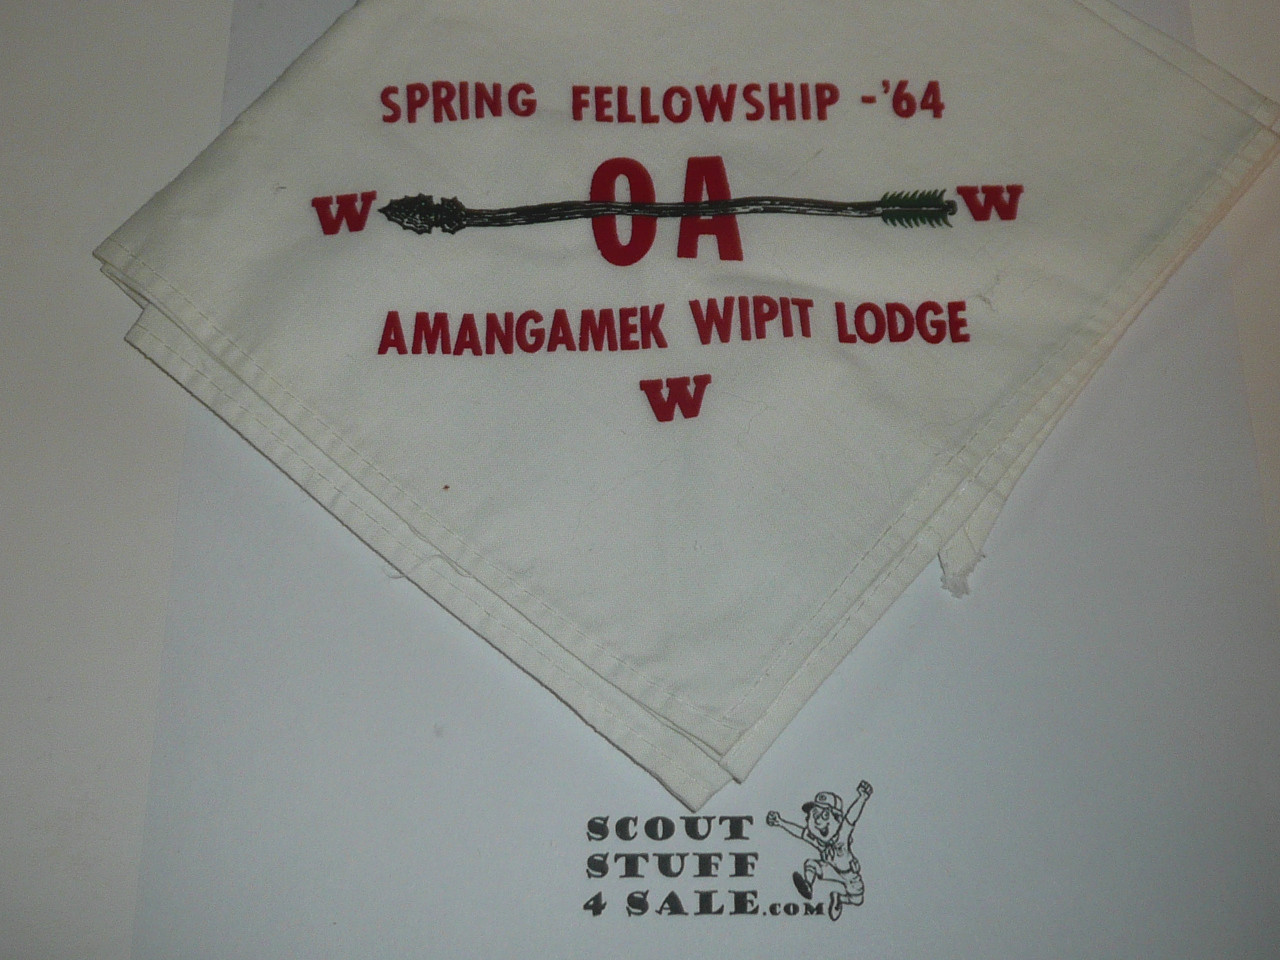 SPRING FELLOWSHIP - '64
W OA W
AMANGAMEK WIPIT LODGE
W
SCOUT
STUFF
4 SALE.COM